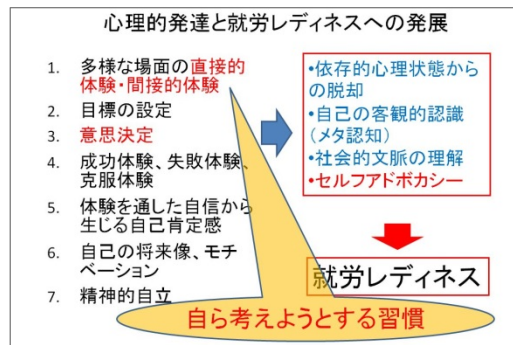 心理的発達と就労レディネスへの発展
1. 多様な場面の直接的
体験・間接的体験
2. 目標の設定
3. 意思決定
4. 成功体験、失敗体験、
克服体験
5. 体験を通した自信から
生じる自己肯定感
6. 自己の将来像、モチ
ベーション
7. 精神的自立
•依存的心理状態から
の脱却
•自己の客観的認識
(メタ認知)
•社会的文脈の理解
•セルフアドボカシー
就労レディネス
自ら考えようとする習慣